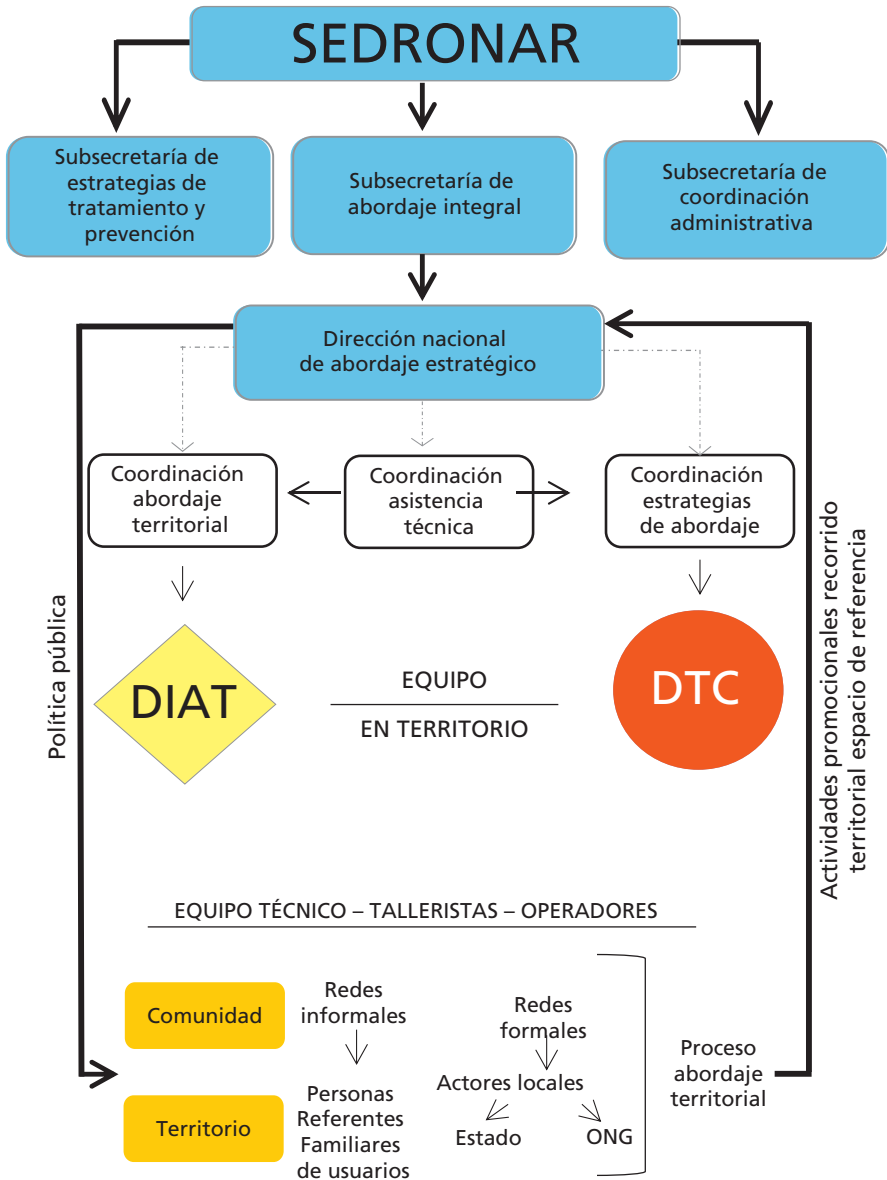 SEDRONAR
Subsecretaría de
estrategias de
tratamiento y
prevención
Subsecretaría de
abordaje integral
Subsecretaría de
coordinación
administrativa
Dirección nacional
de abordaje estratégico
Coordinación
abordaje
territorial
Coordinación
asistencia
técnica
Coordinación
estrategias
de abordaje
Política pública
DIAT
EQUIPO
EN TERRITORIO
DTC
Actividades promocionales recorrido
territorial espacio de referencia
EQUIPO TÉCNICO – TALLERISTAS – OPERADORES
Comunidad
Territorio
Redes
informales
Personas
Referentes
Familiares
de usuarios
Redes
formales
Actores locales
Estado
ONG
Proceso
abordaje
territorial